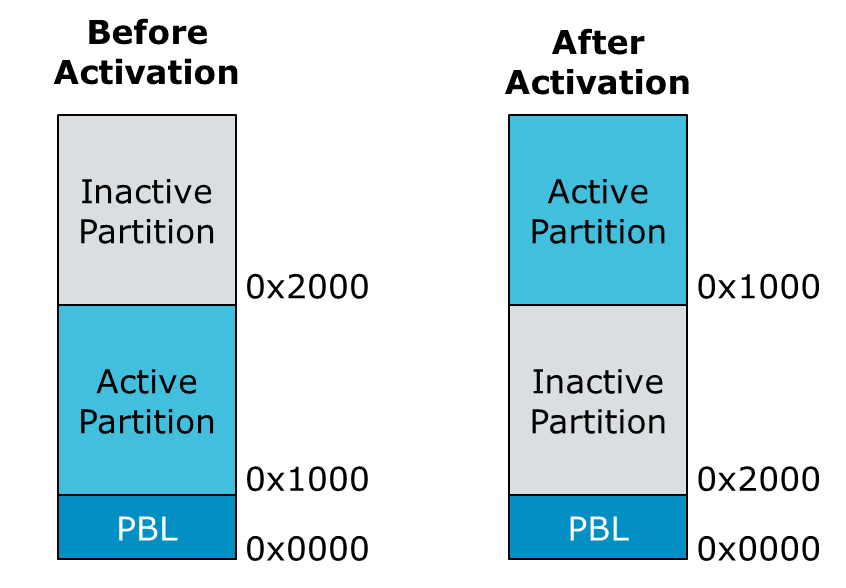 Before
Activation
Inactive
Partition
0x2000
Active
Partition
0x1000
PBL
0x0000
After
Activation
Active
Partition
0x1000
Inactive
Partition
0x2000
PBL
0x0000